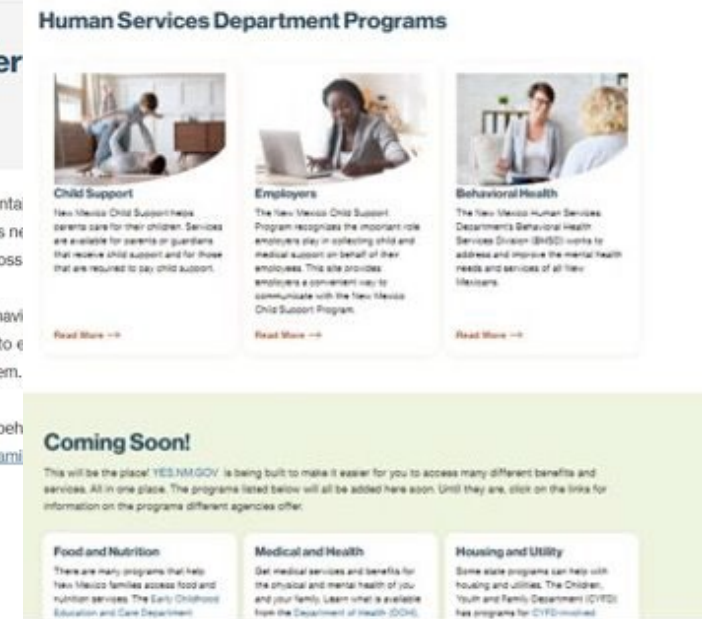 er
nta
s ne
oss
navi
to e
em.
beh
ami
Human Services Department Programs
Child Support
New Mexico Child Support helps
parents care for their children. Services
are available for parents or guardians
that receive child support and for those
that are required to pay child support.
Read More →
Employers
The New Mexico Child Support
Program recognizes the important role
employers play in collecting child and
medical support on behalf of their
employees. This site provides
employers a convenient way to
communicate with the New Mexico
Child Support Program.
Read More →
Behavioral Health
The New Mexico Human Services
Department's Behavioral Health
Services Division (BHSD) works to
address and improve the mental health
needs and services of all New
Mexicans.
Read More →
Coming Soon!
This will be the place! YES.NM.GOV is being built to make it easier for you to access many different benefits and
services. All in one place. The programs listed below will all be added here soon. Until they are, click on the links for
information on the programs different agencies offer.
Food and Nutrition
There are many programs that help
New Mexico families access food and
nutrition services. The Early Childhood
Education and Care Department
Medical and Health
Get medical services and benefits for
the physical and mental health of you
and your family. Learn what is available
from the Department of Health (DOH),
Housing and Utility
Some state programs can help with
housing and utilities. The Children,
Youth and Family Department (CYFD)
has programs for CYFD-involved